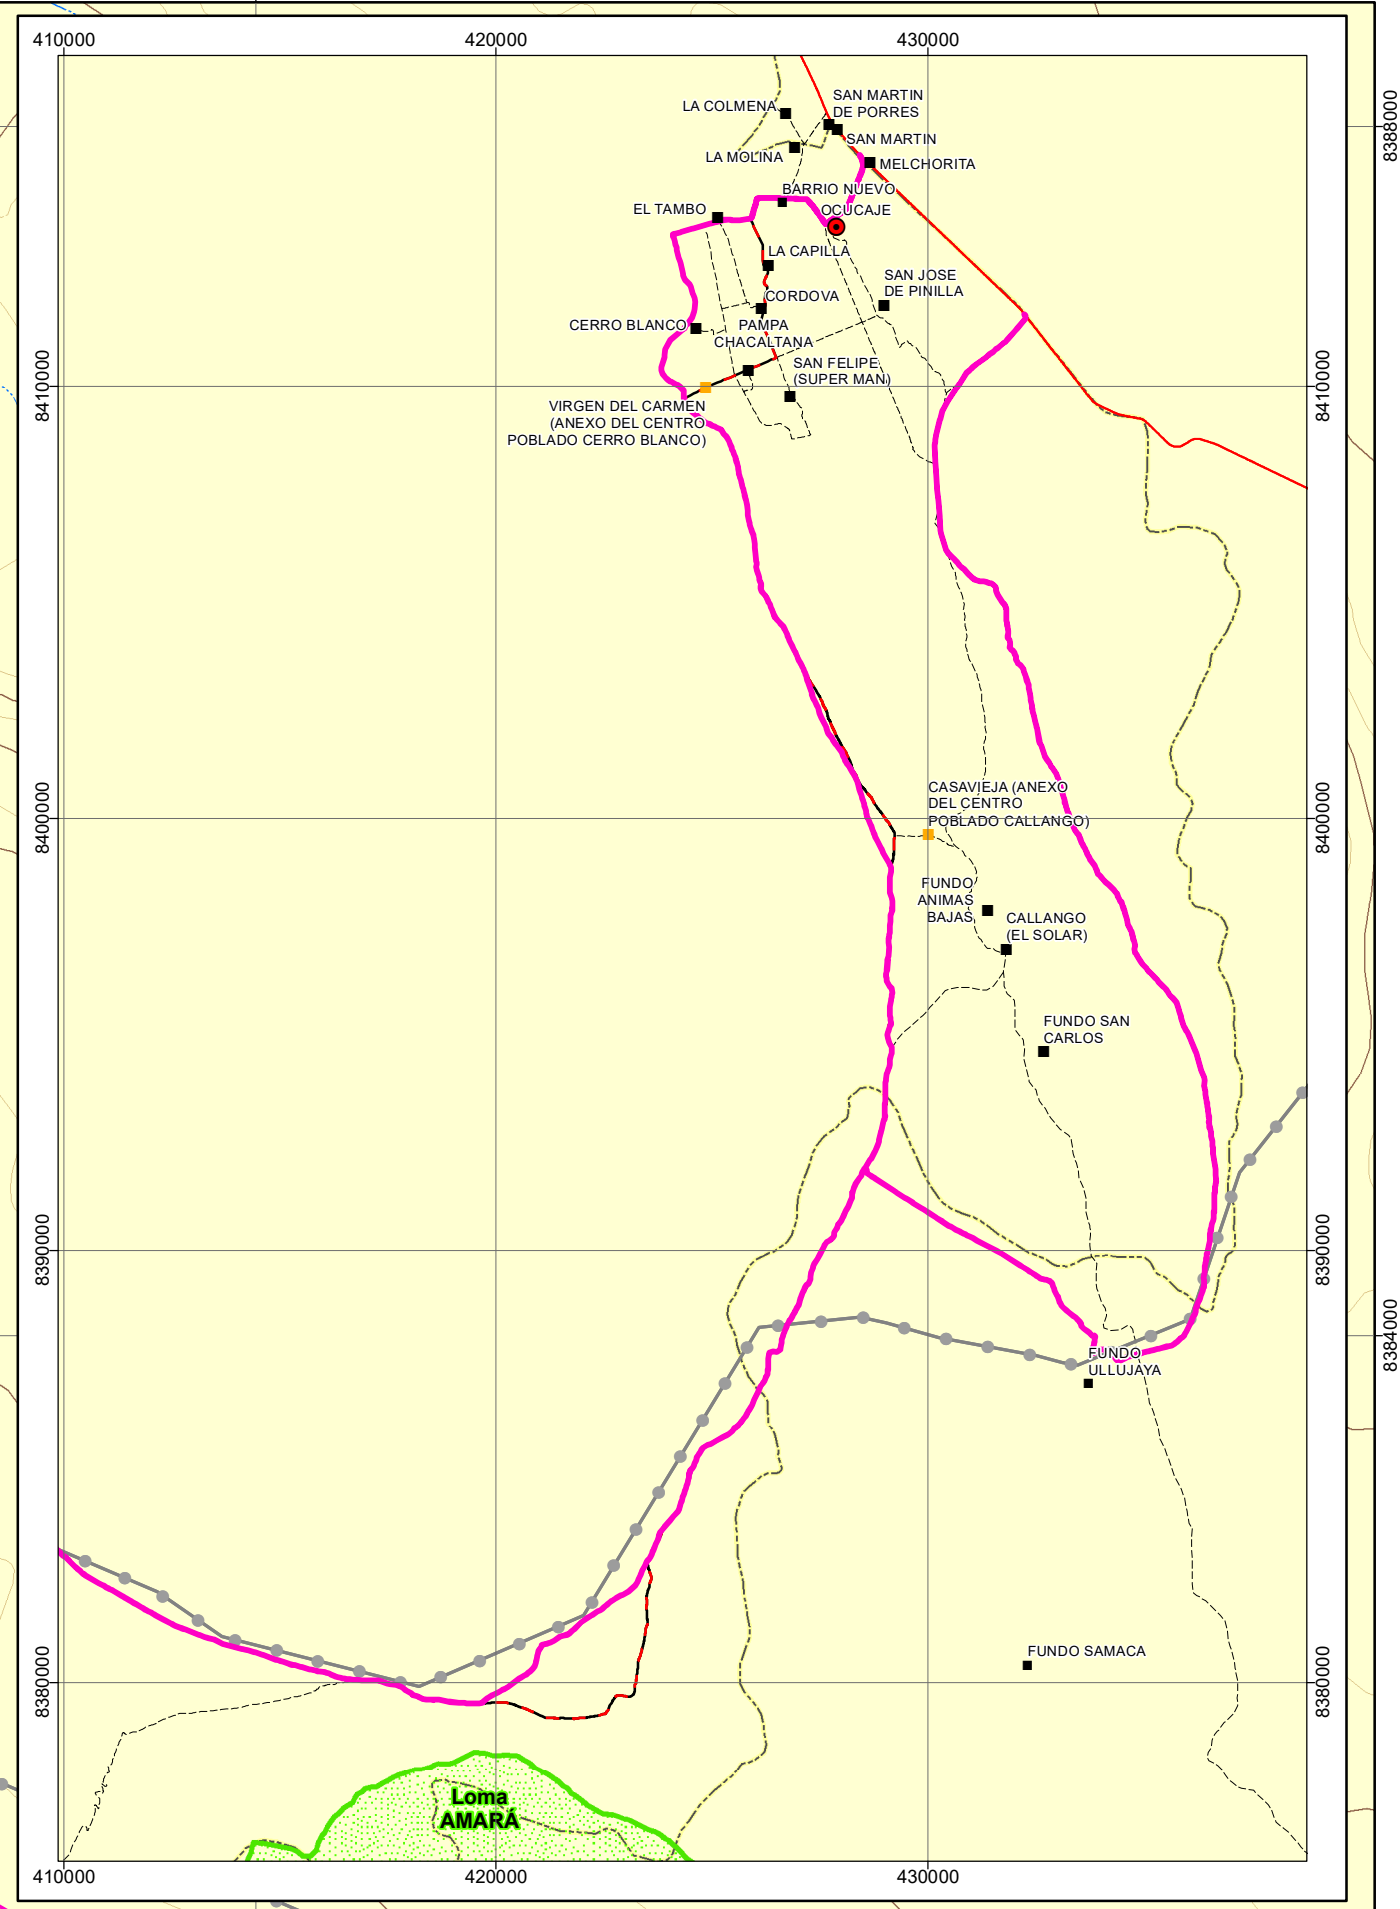 410000
420000
430000
8388000
LA COLMENA
SAN MARTIN
DE PORRES
SAN MARTIN
LA MOLINA
MELCHORITA
BARRIO NUEVO
EL TAMBO
OCUCAJE
LA CAPILLA
SAN JOSE
DE PINILLA
CORDOVA
CERRO BLANCO
PAMPA
CHACALTANA
SAN FELIPE
(SUPER MAN)
8410000
8410000
VIRGEN DEL CARMEN
(ANEXO DEL CENTRO
POBLADO CERRO BLANCO)
CASAVIEJA (ANEXO
DEL CENTRO
POBLADO CALLANGO)
8400000
8400000
FUNDO
ANIMAS
BAJAS
CALLANGO
(EL SOLAR)
FUNDO SAN
CARLOS
8390000
8390000
8384000
FUNDO
ULLUJAYA
FUNDO SAMACA
8380000
8380000
Loma
AMARÁ
410000
420000
430000